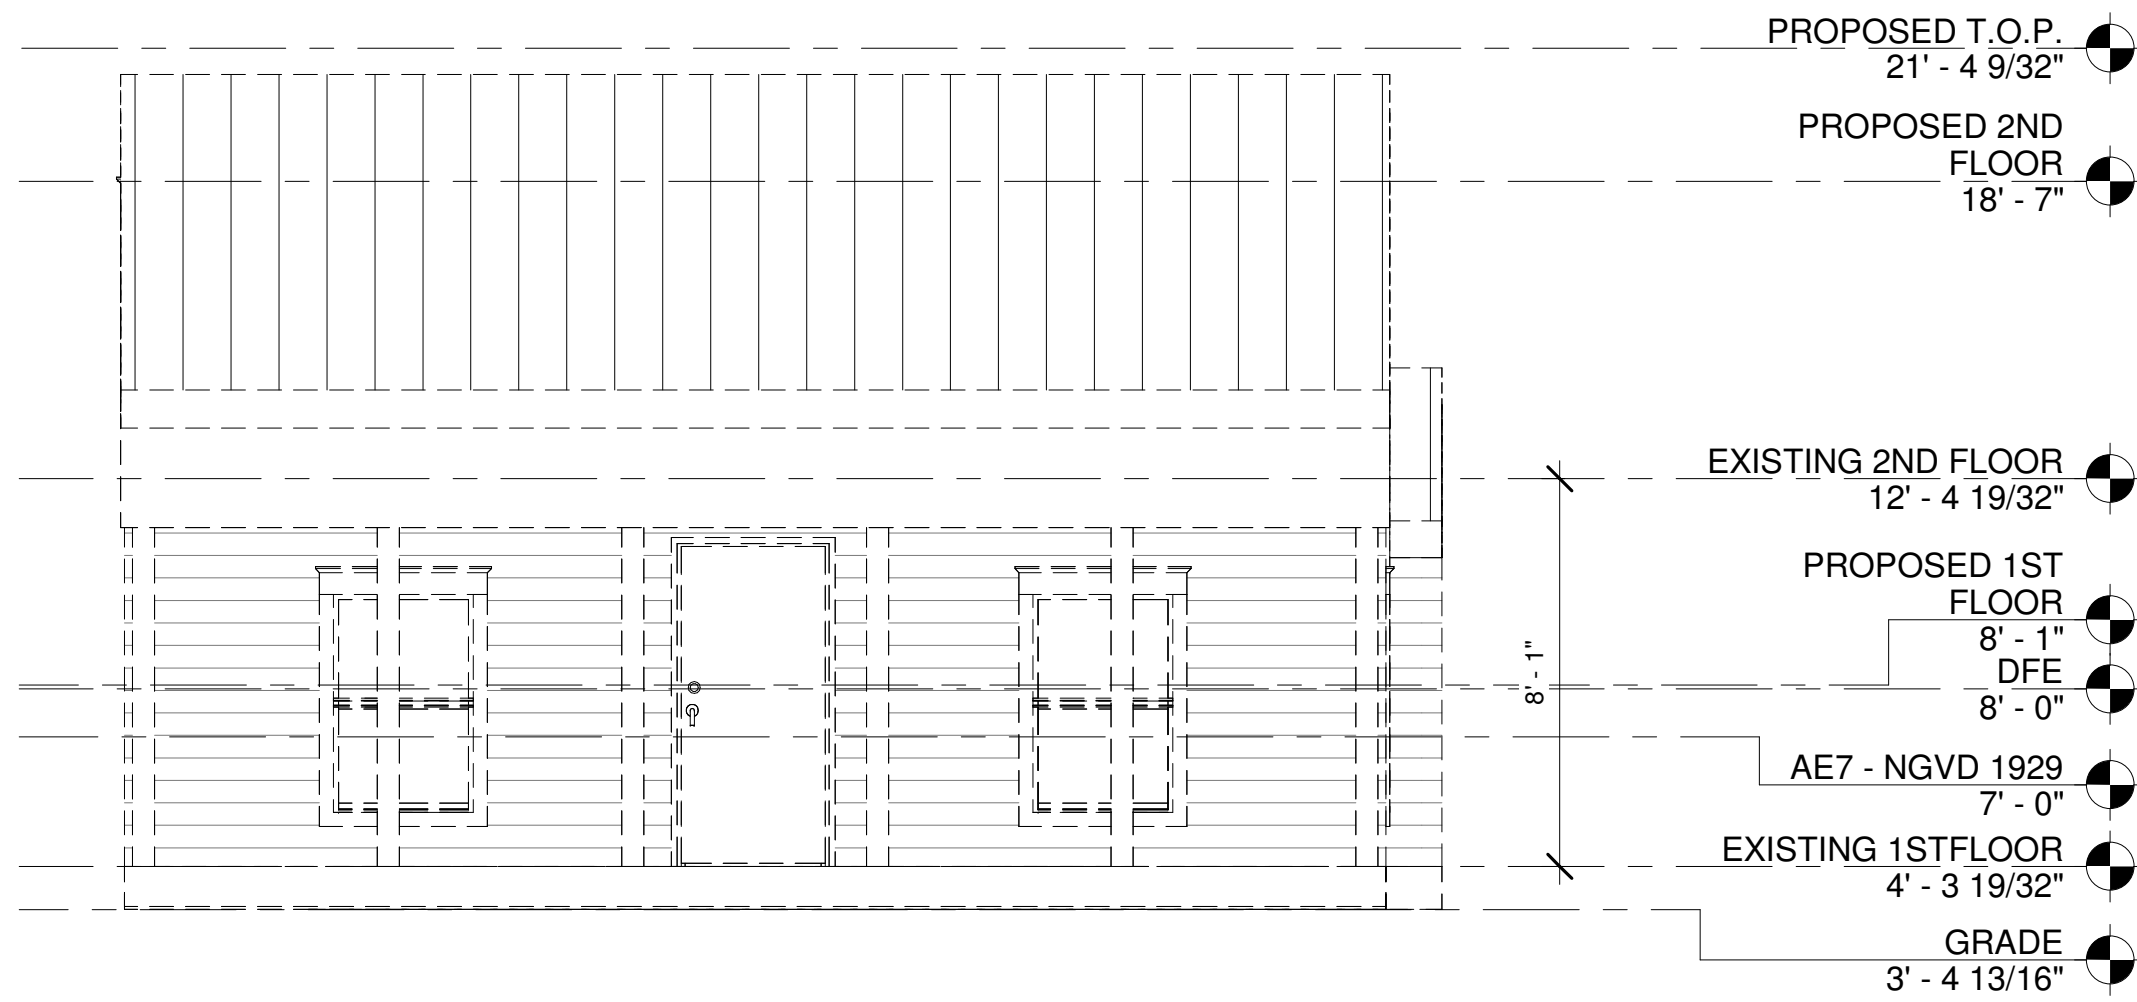 PROPOSED T.O.P.
21' - 4 9/32"
PROPOSED 2ND
FLOOR
18' - 7"
EXISTING 2ND FLOOR
12' - 4 19/32"
PROPOSED 1ST
FLOOR
8' - 1"
8' - 1"
DFE
8' - 0"
AE7 - NGVD 1929
7' - 0"
EXISTING 1STFLOOR
4' - 3 19/32"
GRADE
3' - 4 13/16"